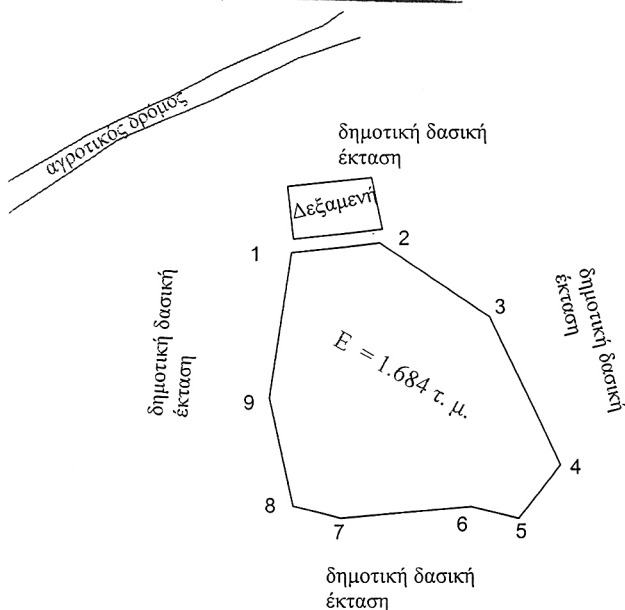 αγροτικός δρόμος
δημοτική δασική
έκταση
Δεξαμενή
1
2
3
δημοτική δασική
έκταση
δημοτική δασική
έκταση
E = 1.684 τ. μ.
9
4
8
7
6
5
δημοτική δασική
έκταση